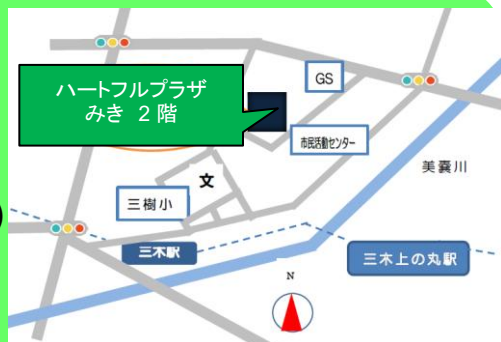 ハートフルプラザ
みき 2階
GS
市民活動センター
美嚢川
文
三樹小
三木駅
三木上の丸駅
N